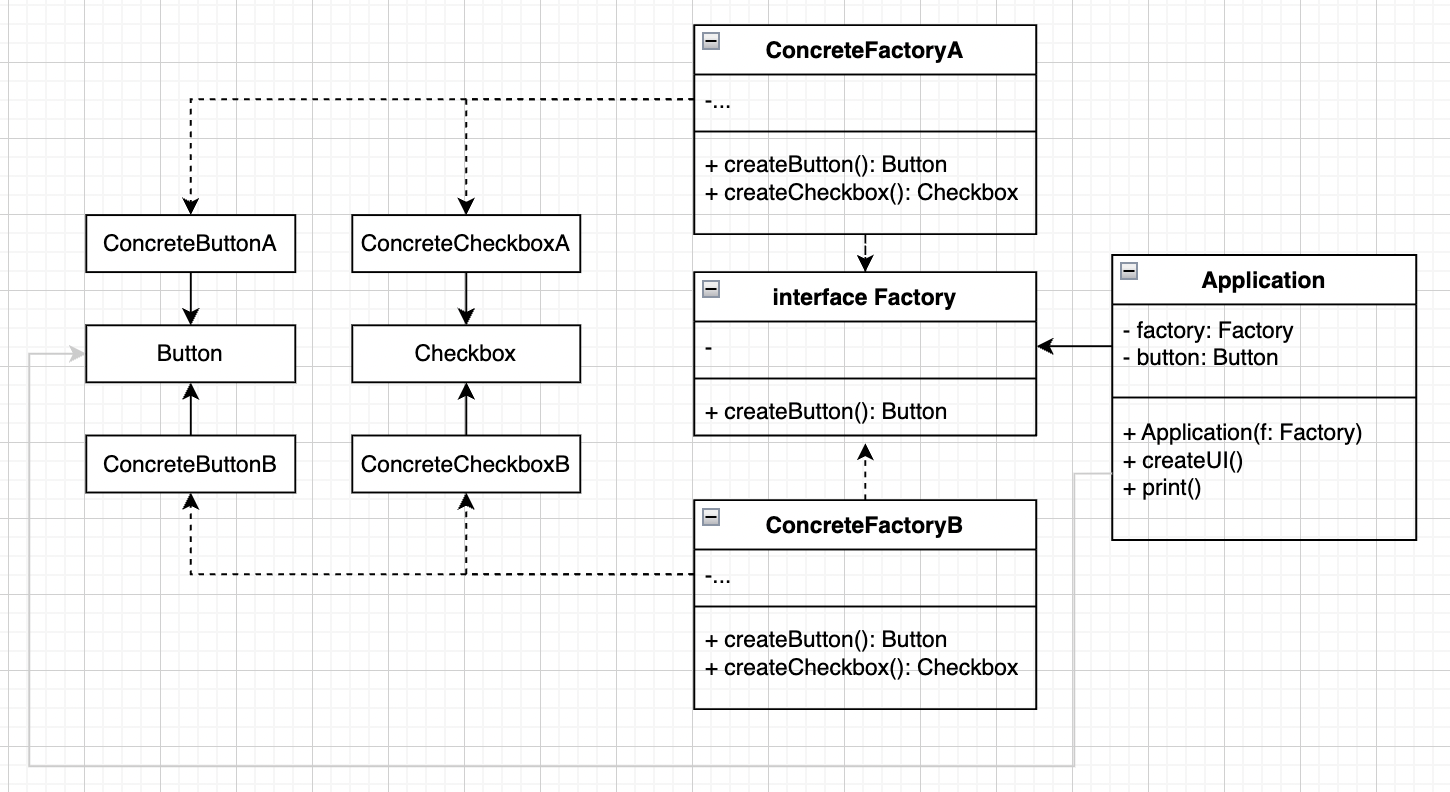 ConcreteFactoryA
-...
+ createButton(): Button
+ createCheckbox(): Checkbox
ConcreteButtonA
ConcreteCheckboxA
Button
Checkbox
ConcreteButtonB
ConcreteCheckboxB
interface Factory
-
+ createButton(): Button
Application
- factory: Factory
- button: Button
+ Application(f: Factory)
+ createUI()
+ print()
ConcreteFactoryB
-...
+ createButton(): Button
+ createCheckbox(): Checkbox